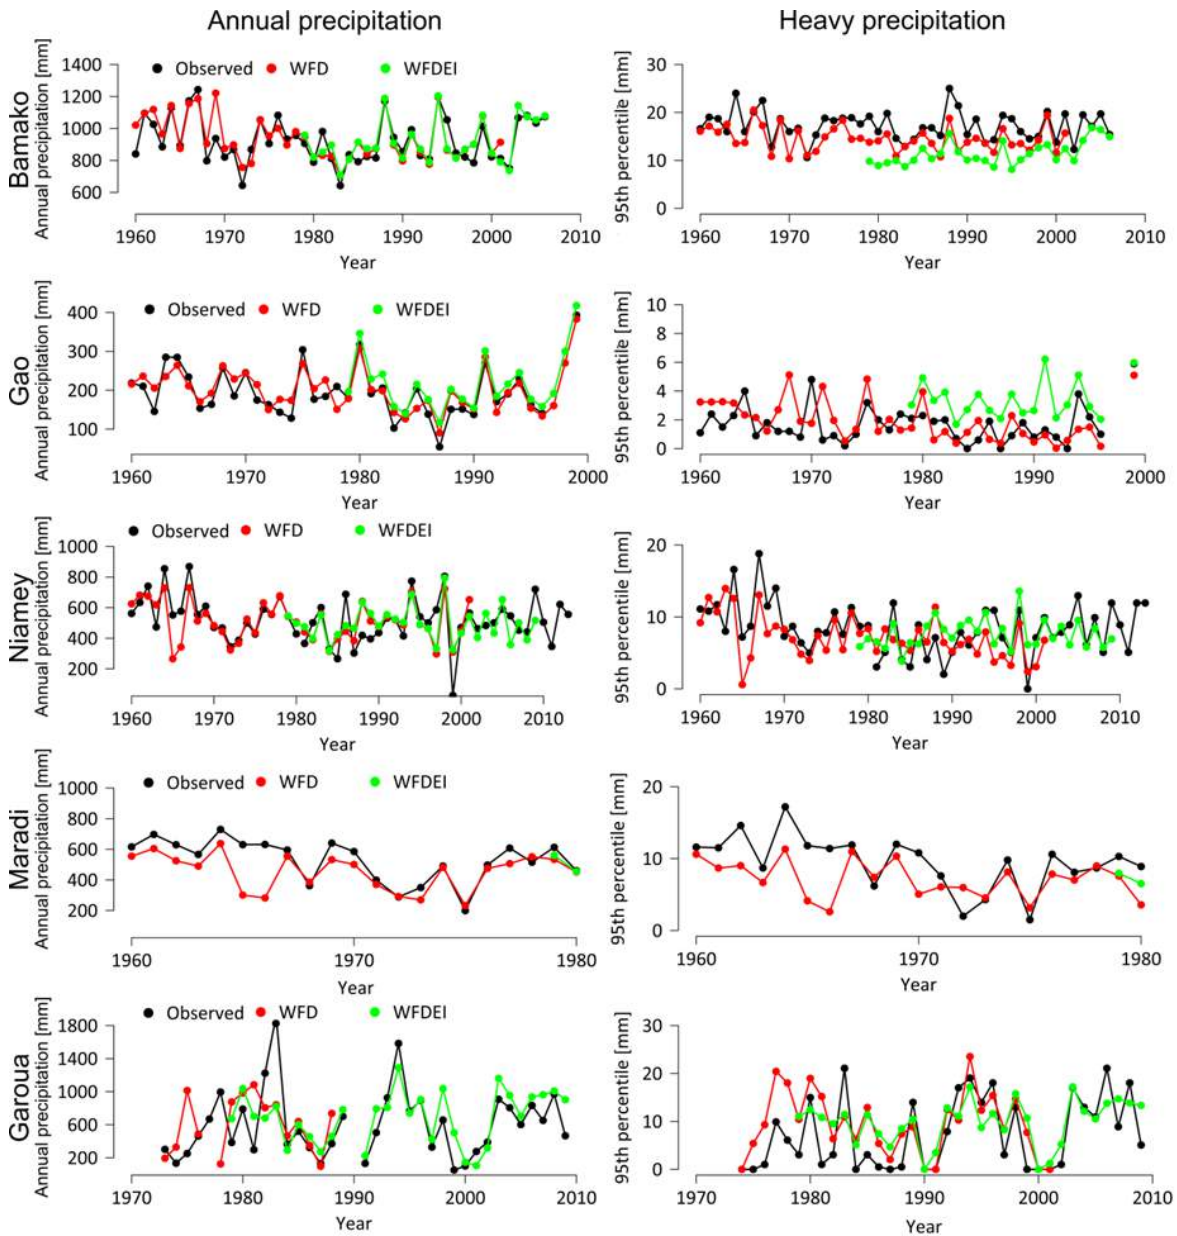 Annual precipitation Heavy precipitation
Bamako
Annual precipitation [mm]
Observed WFD WFDEI
1400
1200
1000
800
600
1960 1970 1980 1990 2000 2010
Year
95th percentile [mm]
30
20
10
0
1960 1970 1980 1990 2000 2010
Year
Gao
Annual precipitation [mm]
Observed WFD WFDEI
400
300
200
100
1960 1970 1980 1990 2000
Year
95th percentile [mm]
10
8
6
4
2
0
1960 1970 1980 1990 2000
Year
Niamey
Annual precipitation [mm]
Observed WFD WFDEI
1000
800
600
400
200
1960 1970 1980 1990 2000 2010
Year
95th percentile [mm]
20
10
0
1960 1970 1980 1990 2000 2010
Year
Maradi
Annual precipitation [mm]
Observed WFD WFDEI
1000
800
600
400
200
1960 1970 1980
Year
95th percentile [mm]
20
10
0
1960 1970 1980
Year
Garoua
Annual precipitation [mm]
Observed WFD WFDEI
1800
1400
1000
600
200
1970 1980 1990 2000 2010
Year
95th percentile [mm]
30
20
10
0
1970 1980 1990 2000 2010
Year